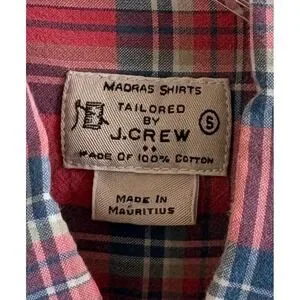 MADRAS SHIRTS
TAILORED
BY
J.CREW
S
MADE OF 100% COTTON
MADE IN
MAURITIUS